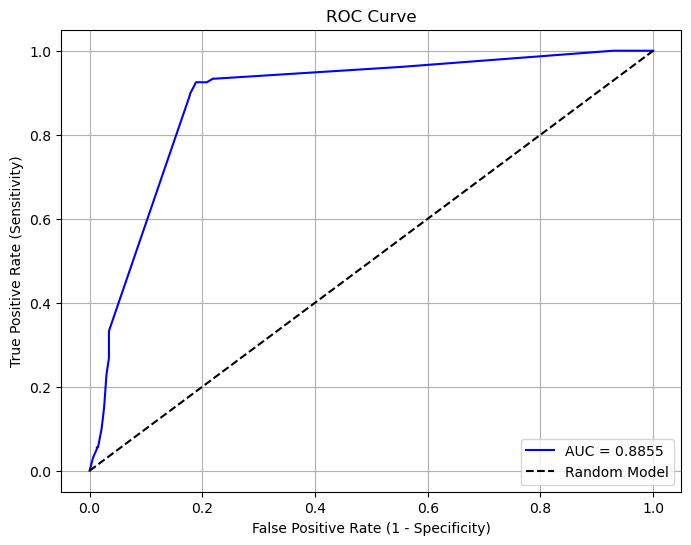 ROC Curve
True Positive Rate (Sensitivity)
1.0
0.8
0.6
0.4
0.2
0.0
0.0 0.2 0.4 0.6 0.8 1.0
False Positive Rate (1 - Specificity)
AUC = 0.8855
Random Model